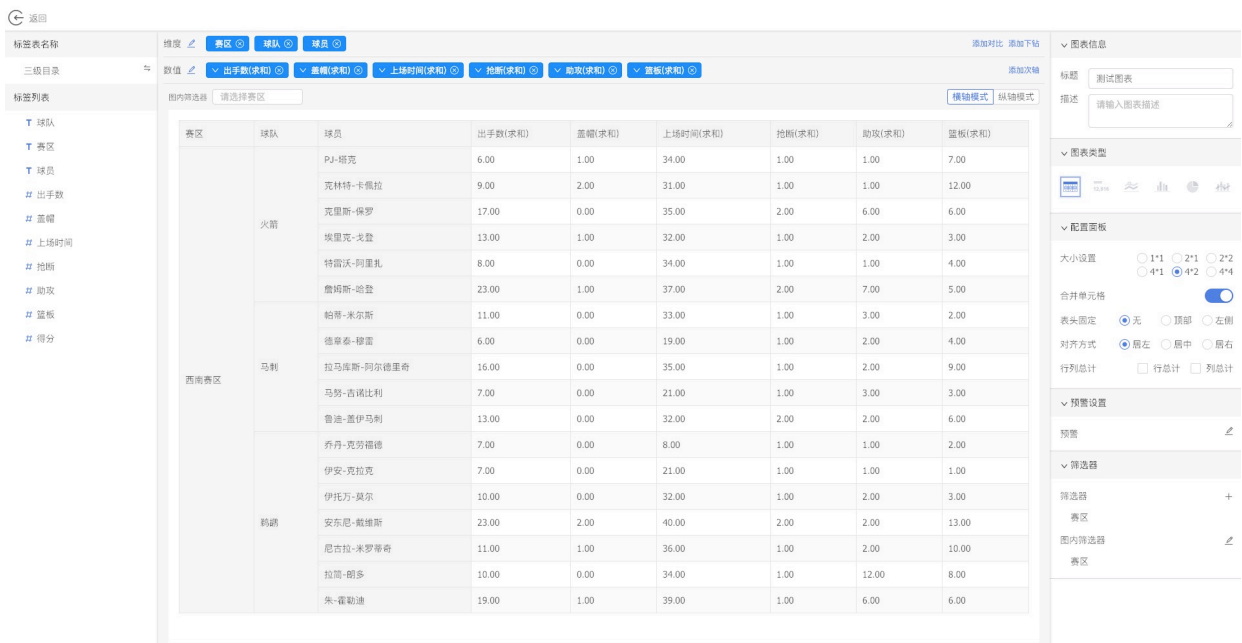 返回
标签表名称
三级目录
标签列表
T 球队
T 赛区
T 球员
# 出手数
# 盖帽
# 上场时间
# 抢断
# 助攻
# 篮板
# 得分
维度 赛区 球队 球员 添加对比 添加下钻
数值 出手数(求和) 盖帽(求和) 上场时间(求和) 抢断(求和) 助攻(求和) 篮板(求和) 添加次轴
图内筛选器 请选择赛区 横轴模式 纵轴模式
赛区 球队 球员 出手数(求和) 盖帽(求和) 上场时间(求和) 抢断(求和) 助攻(求和) 篮板(求和)
西南赛区
火箭
PJ-塔克 6.00 1.00 34.00 1.00 1.00 7.00
克林特-卡佩拉 9.00 2.00 31.00 1.00 1.00 12.00
克里斯-保罗 17.00 0.00 35.00 2.00 6.00 6.00
埃里克-戈登 13.00 1.00 32.00 1.00 2.00 3.00
特雷沃-阿里扎 8.00 0.00 34.00 1.00 1.00 4.00
詹姆斯-哈登 23.00 1.00 37.00 2.00 7.00 5.00
马刺
帕蒂-米尔斯 11.00 0.00 33.00 1.00 3.00 2.00
德章泰-穆雷 6.00 0.00 19.00 1.00 2.00 4.00
拉马库斯-阿尔德里奇 16.00 0.00 35.00 1.00 2.00 9.00
马努-吉诺比利 7.00 0.00 21.00 1.00 3.00 3.00
鲁迪-盖伊马刺 13.00 0.00 32.00 2.00 2.00 6.00
鹈鹕
乔丹-克劳福德 7.00 0.00 8.00 1.00 1.00 2.00
伊安-克拉克 7.00 0.00 21.00 1.00 1.00 1.00
伊托万-莫尔 10.00 0.00 32.00 1.00 2.00 3.00
安东尼-戴维斯 23.00 2.00 40.00 2.00 2.00 13.00
尼古拉-米罗蒂奇 11.00 1.00 36.00 1.00 2.00 10.00
拉简-朗多 10.00 0.00 34.00 1.00 12.00 8.00
朱-霍勒迪 19.00 1.00 39.00 1.00 6.00 6.00
图表信息
标题 测试图表
描述 请输入图表描述
图表类型
配置面板
大小设置 1*1 2*1 2*2
4*1 4*2 4*4
合并单元格
表头固定 无 顶部 左侧
对齐方式 居左 居中 居右
行列总计 行总计 列总计
预警设置
预警
筛选器
筛选器 +
赛区
图内筛选器
赛区